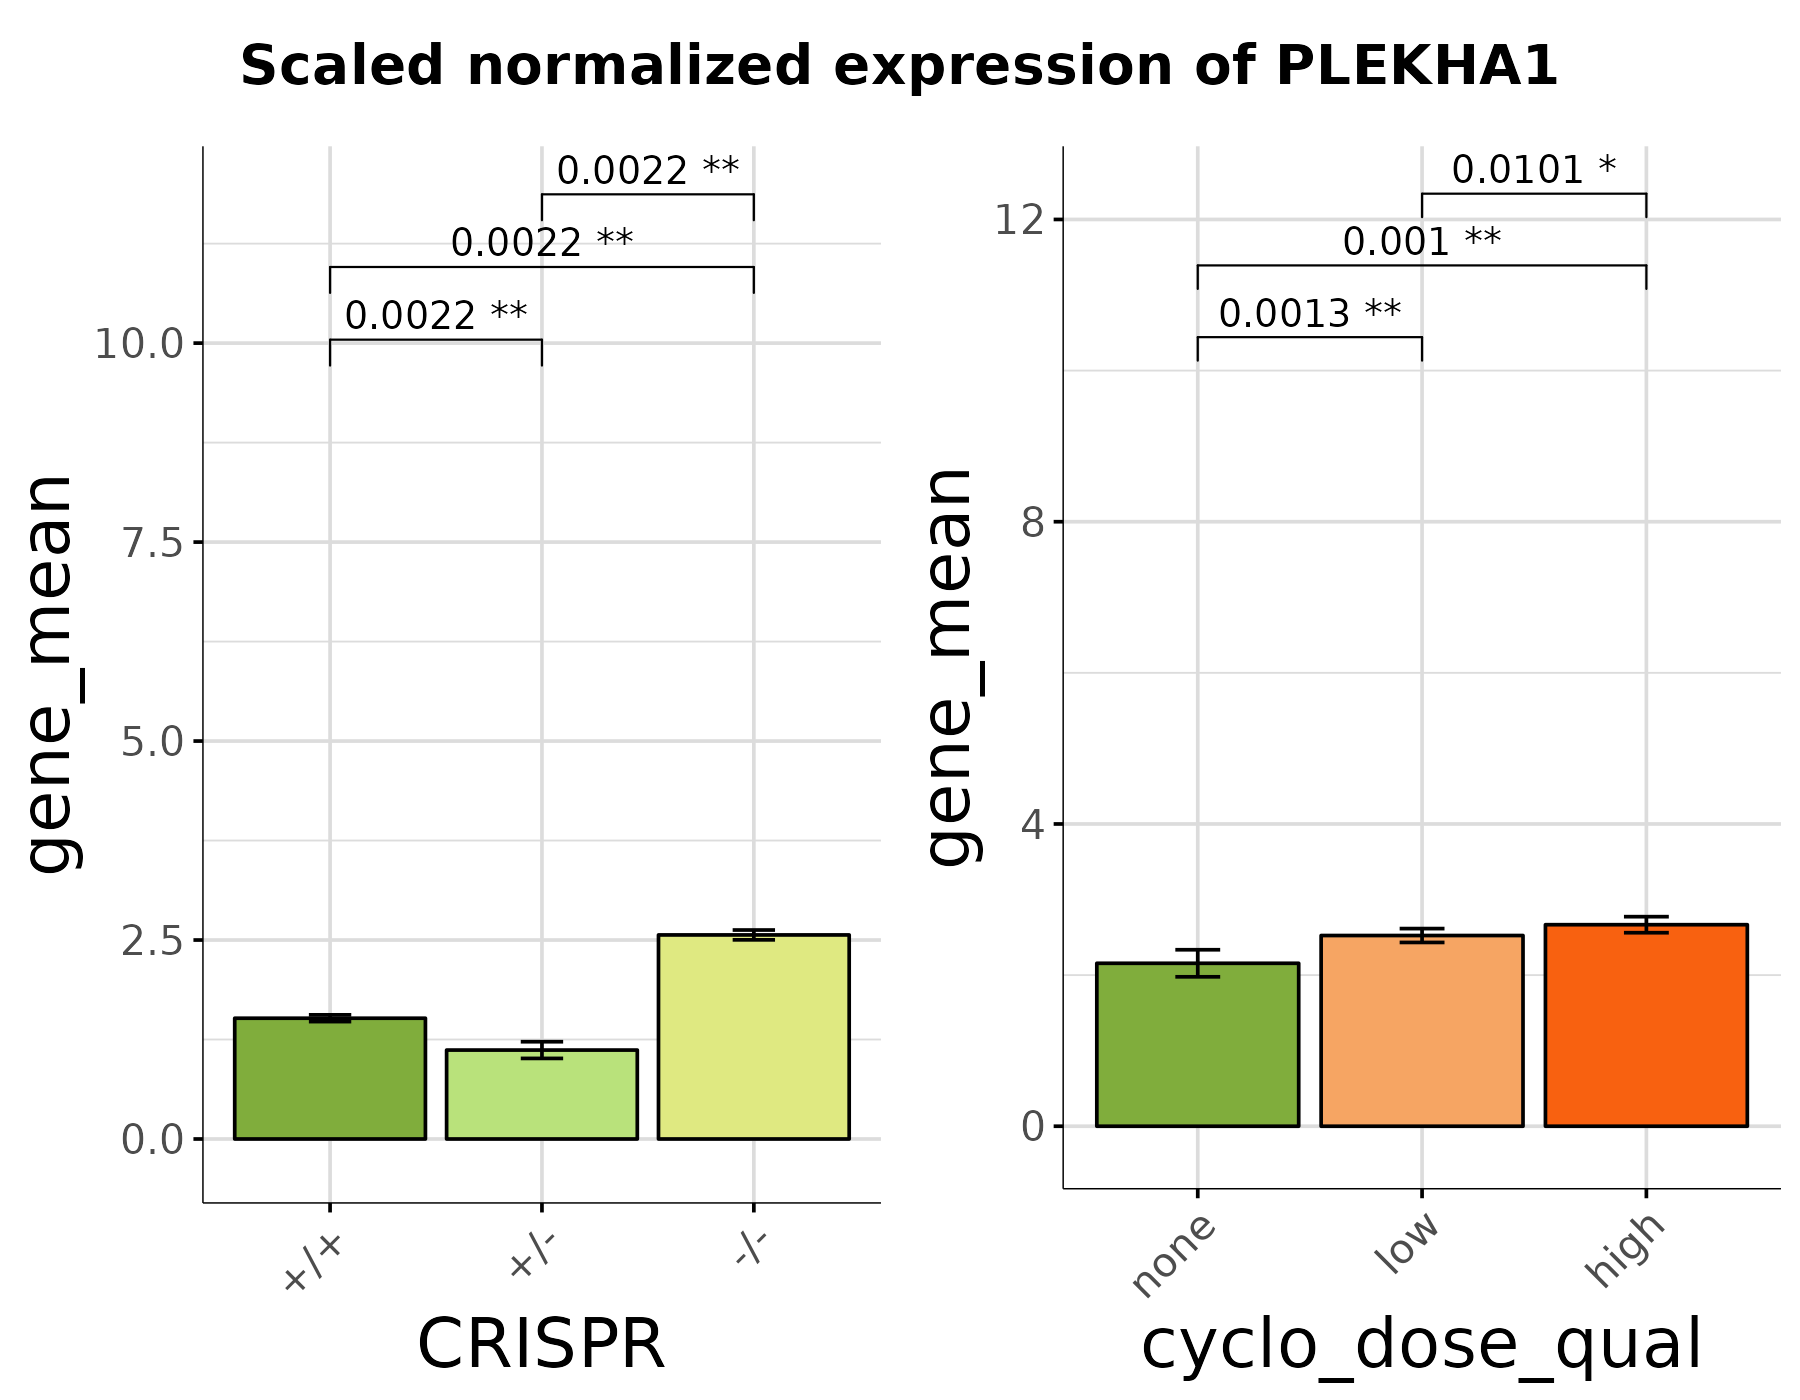 Scaled normalized expression of PLEKHA1
gene_mean
0.0022 **
0.0022 **
0.0022 **
10.0
7.5
5.0
2.5
0.0
+/+
+/-
-/-
CRISPR
gene_mean
0.0101 *
0.001 **
0.0013 **
12
8
4
0
none
low
high
cyclo_dose_qual